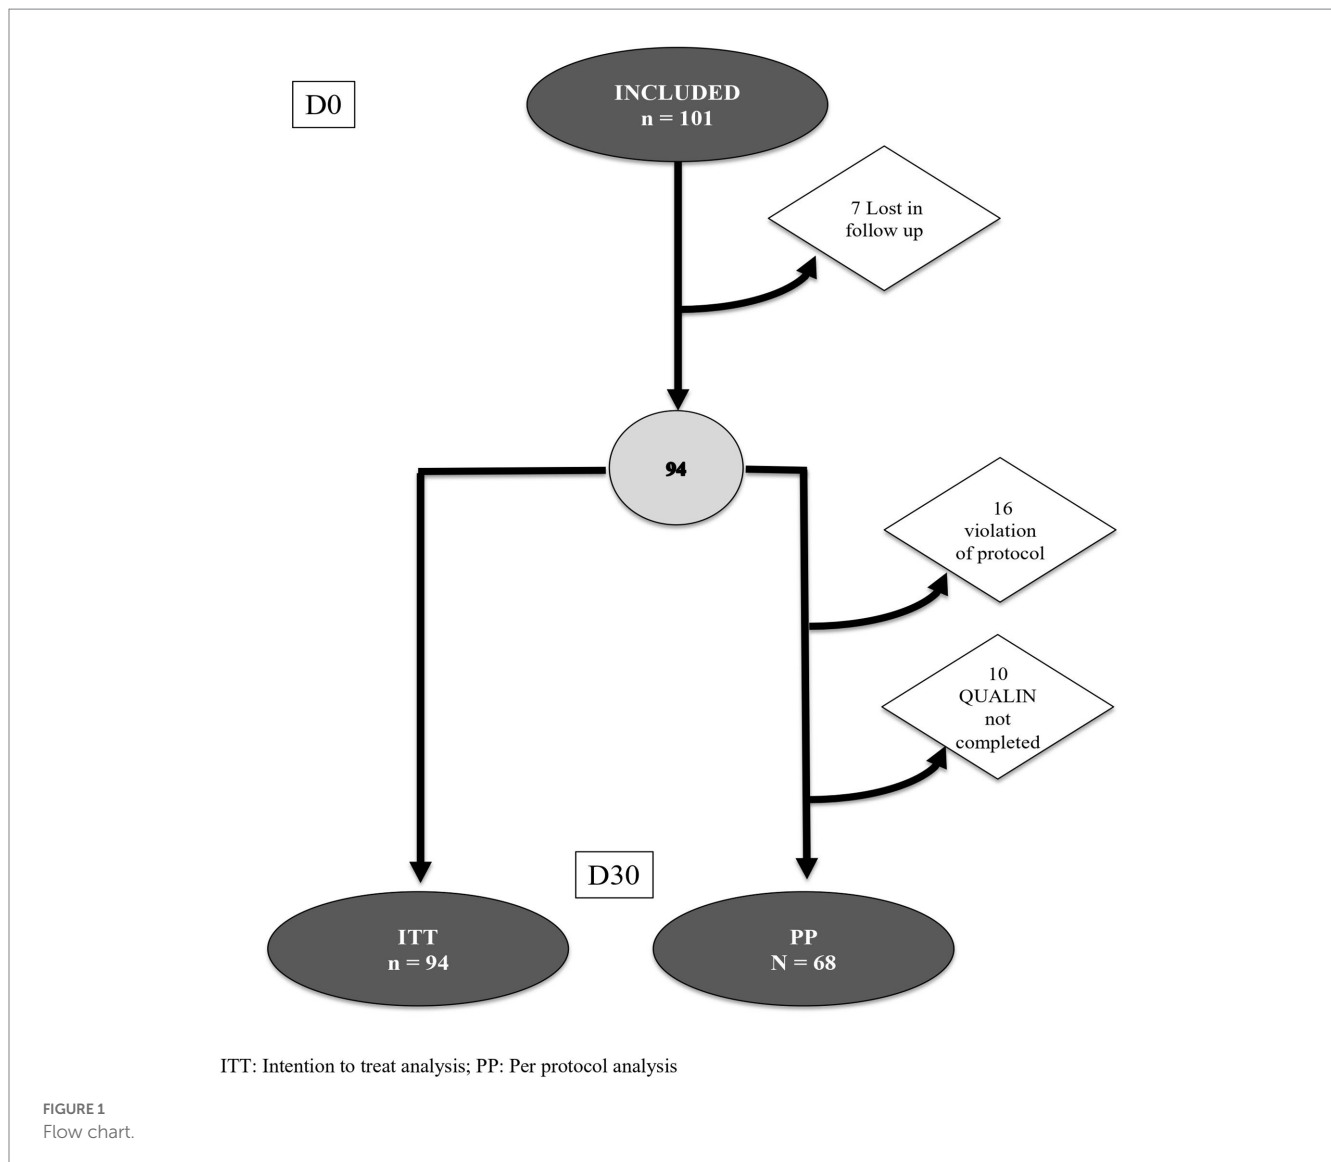 D0
INCLUDED
n = 101
7 Lost in
follow up
94
16
violation
of protocol
10
QUALIN
not
completed
D30
ITT
n = 94
PP
N = 68
ITT: Intention to treat analysis; PP: Per protocol analysis
FIGURE 1
Flow chart.